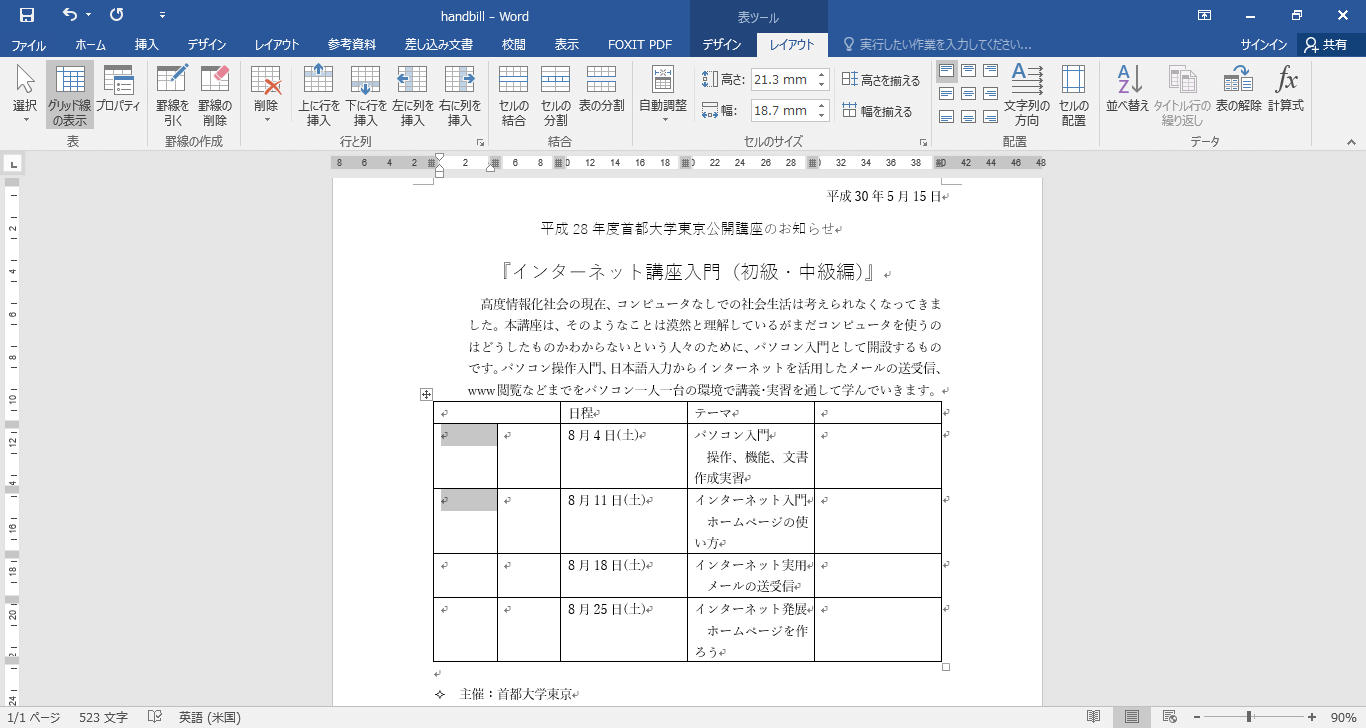 handbill - Word
表ツール
ファイル ホーム 挿入 デザイン レイアウト 参考資料 差し込み文書 校閲 表示 FOXIT PDF デザイン レイアウト 実行したい作業を入力してください... サインイン 共有
選択 グリッド線の表示 プロパティ 罫線を引く 罫線の削除 削除 上に行を挿入 下に行を挿入 左に列を挿入 右に列を挿入 セルの結合 セルの分割 表の分割 自動調整 高さ: 21.3 mm 高さを揃える 文字列の方向 セルの配置 並べ替え タイトル行の繰り返し 表の解除 計算式
幅: 18.7 mm 幅を揃える
表 罫線の作成 行と列 結合 セルのサイズ 配置 データ
8 6 4 2 2 6 8 12 14 16 18 22 24 26 28 32 34 36 38 40 42 44 46 48
平成 30 年 5 月 15 日
平成 28 年度首都大学東京公開講座のお知らせ
『インターネット講座入門（初級・中級編）』
高度情報化社会の現在、コンピュータなしでの社会生活は考えられなくなってきま
した。本講座は、そのようなことは漠然と理解しているがまだコンピュータを使うの
はどうしたものかわからないという人々のために、パソコン入門として開設するもの
です。パソコン操作入門、日本語入力からインターネットを活用したメールの送受信、
www 閲覧などまでをパソコン一人一台の環境で講義・実習を通して学んでいきます。
日程 テーマ
8 月 4 日(土) パソコン入門
操作、機能、文書
作成実習
8 月 11 日(土) インターネット入門
ホームページの使
い方
8 月 18 日(土) インターネット実用
メールの送受信
8 月 25 日(土) インターネット発展
ホームページを作
ろう
主催：首都大学東京
1/1 ページ 523 文字 英語 (米国) 90%